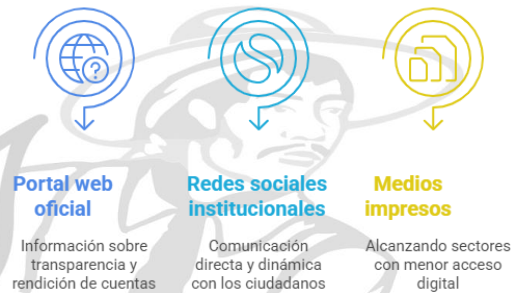 Portal web
oficial
Información sobre
transparencia y
rendición de cuentas
Redes sociales
institucionales
Comunicación
directa y dinámica
con los ciudadanos
Medios
impresos
Alcanzando sectores
con menor acceso
digital